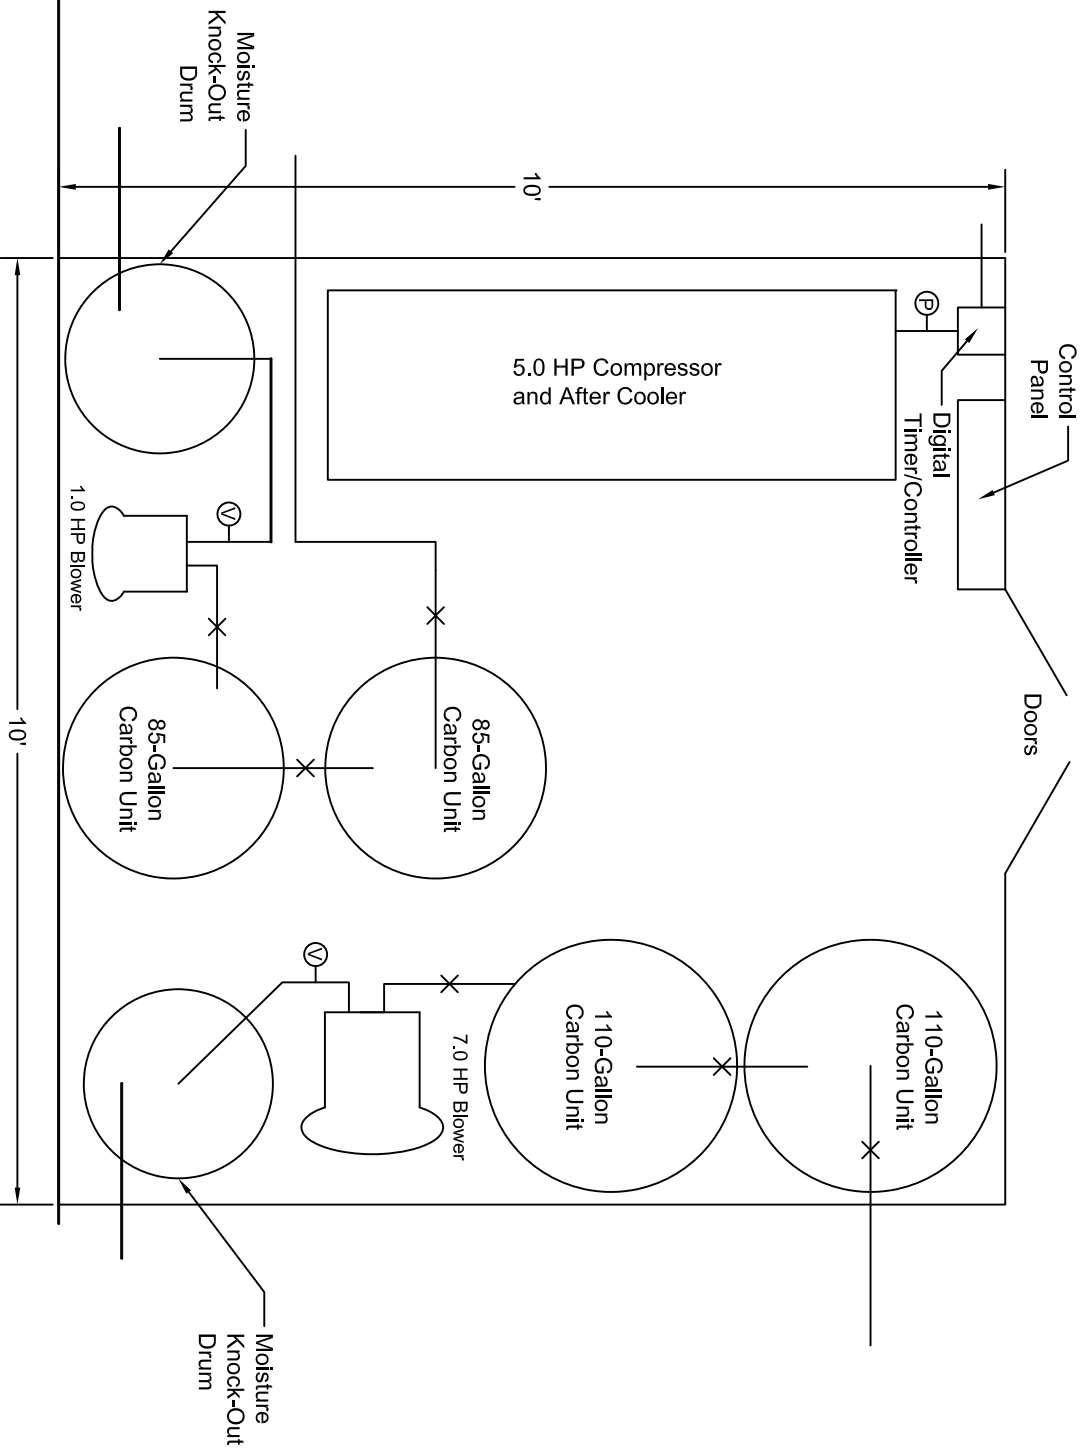 Control
Panel
Digital
Timer/Controller
P
10'
5.0 HP Compressor
and After Cooler
Moisture
Knock-Out
Drum
Doors
V
1.0 HP Blower
85-Gallon
Carbon Unit
85-Gallon
Carbon Unit
10'
110-Gallon
Carbon Unit
110-Gallon
Carbon Unit
V
7.0 HP Blower
Moisture
Knock-Out
Drum